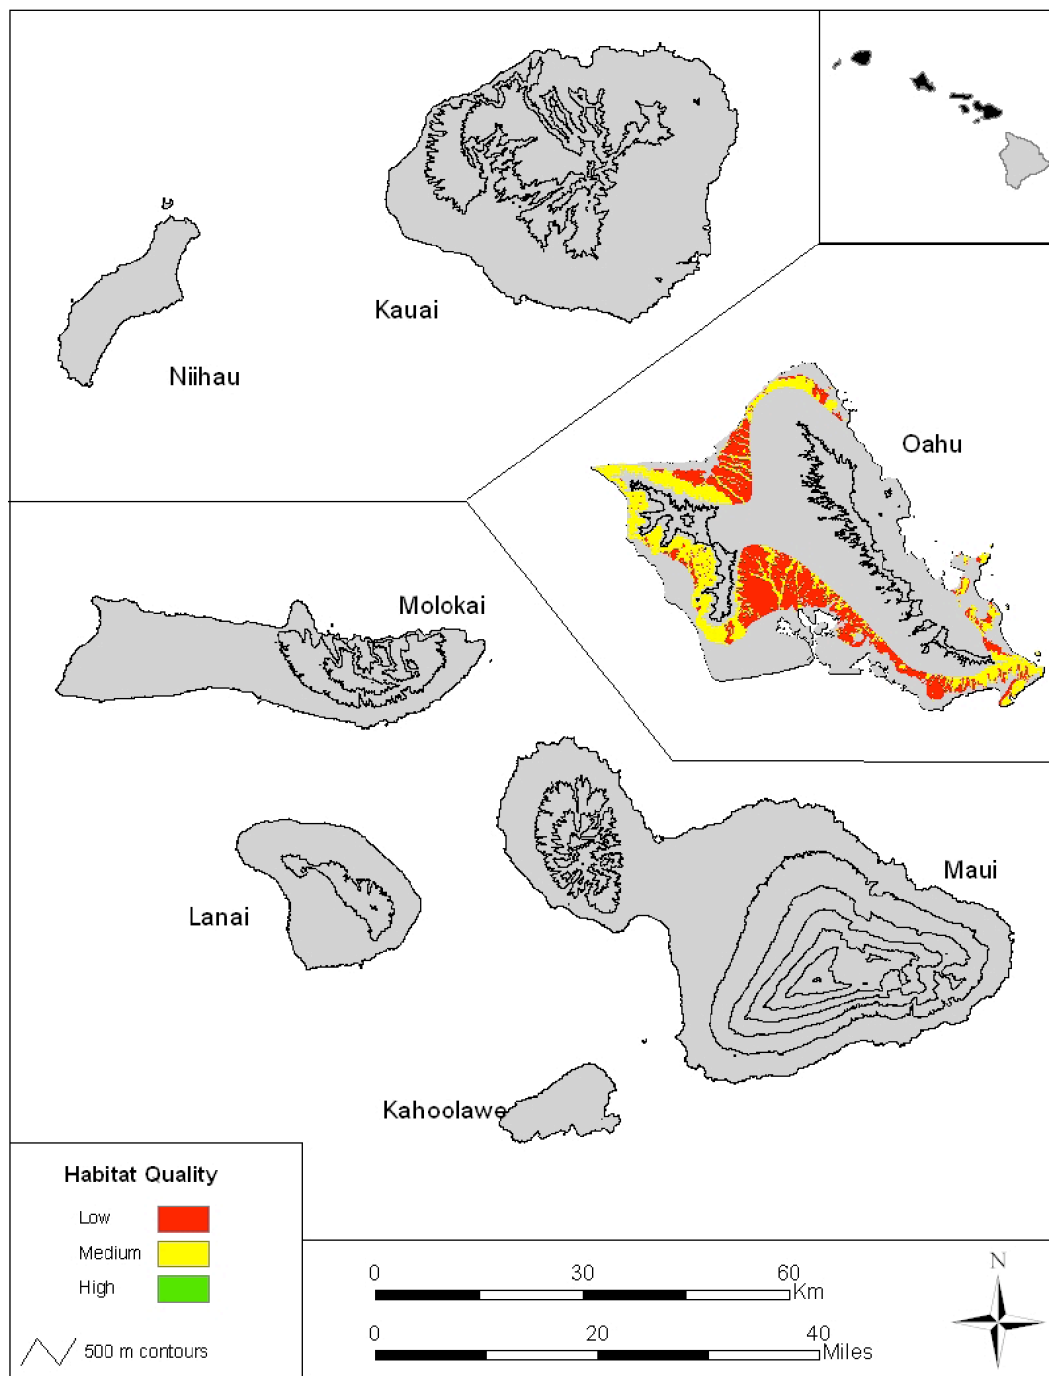 Kauai
Niihau
Oahu
Molokai
Maui
Lanai
Kahoolawe
Habitat Quality
Low
Medium
High
500 m contours
0 30 60
Km
0 20 40
Miles
N